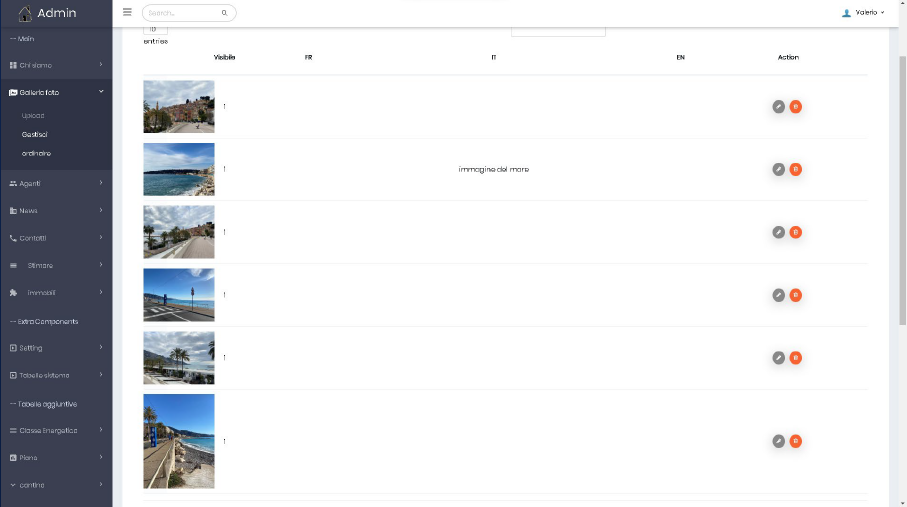 Admin
Search...
Valerio
10
entries
Visibile FR IT EN Action
— Main
Chi siamo
Galleria foto
Upload
Gestisci
ordinare
Agenti
News
Contatti
Stimare
immobili
— Extra Components
Setting
Tabelle sistema
— Tabelle aggiuntive
Classe Energetica
Piano
cantina
1
1 immagine del mare
1
1
1
1